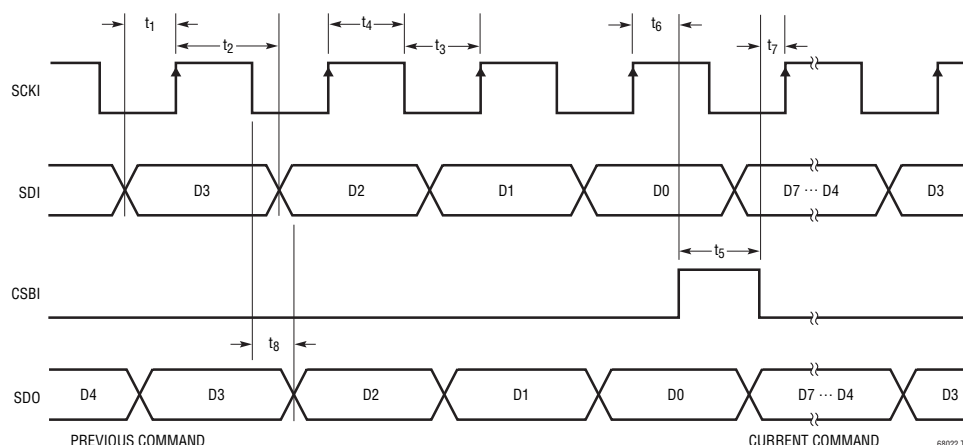 t1
t2
t4
t3
t6
t7
SCKI
SDI
D3
D2
D1
D0
D7 ··· D4
D3
t5
CSBI
t8
SDO
D4
D3
D2
D1
D0
D7 ··· D4
D3
PREVIOUS COMMAND
CURRENT COMMAND